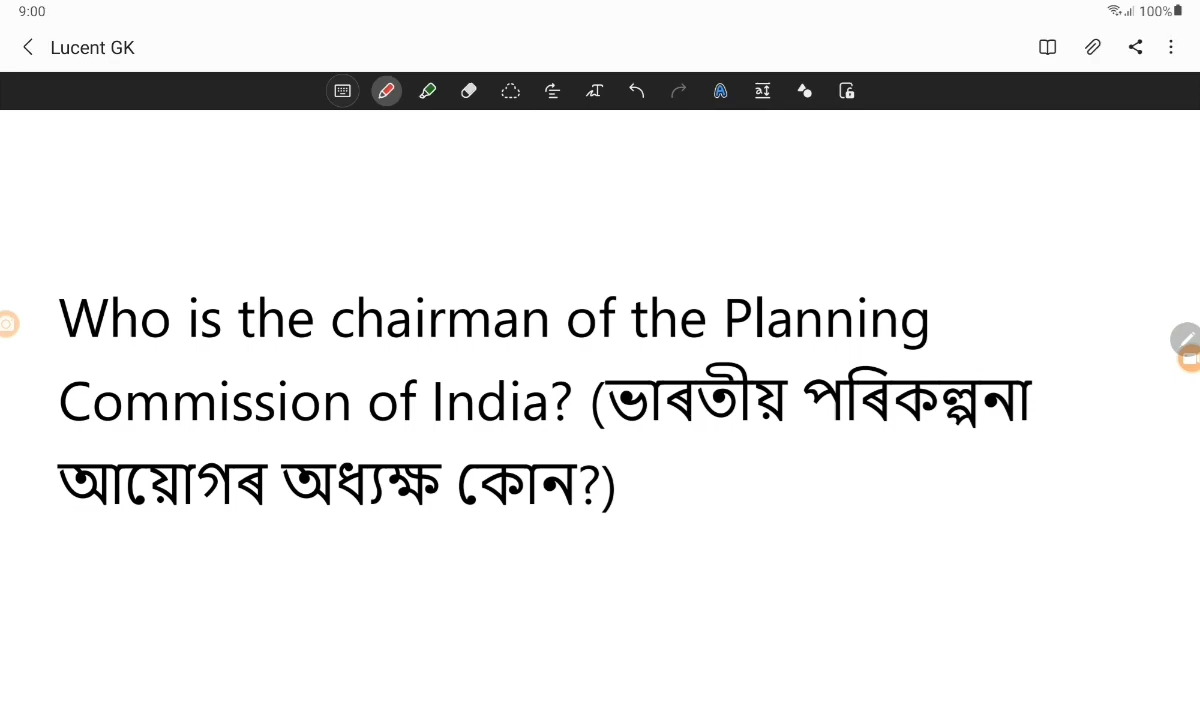 9:00
100%
Lucent GK
Who is the chairman of the Planning
Commission of India? (ভাৰতীয় পৰিকল্পনা
আয়োগৰ অধ্যক্ষ কোন?)